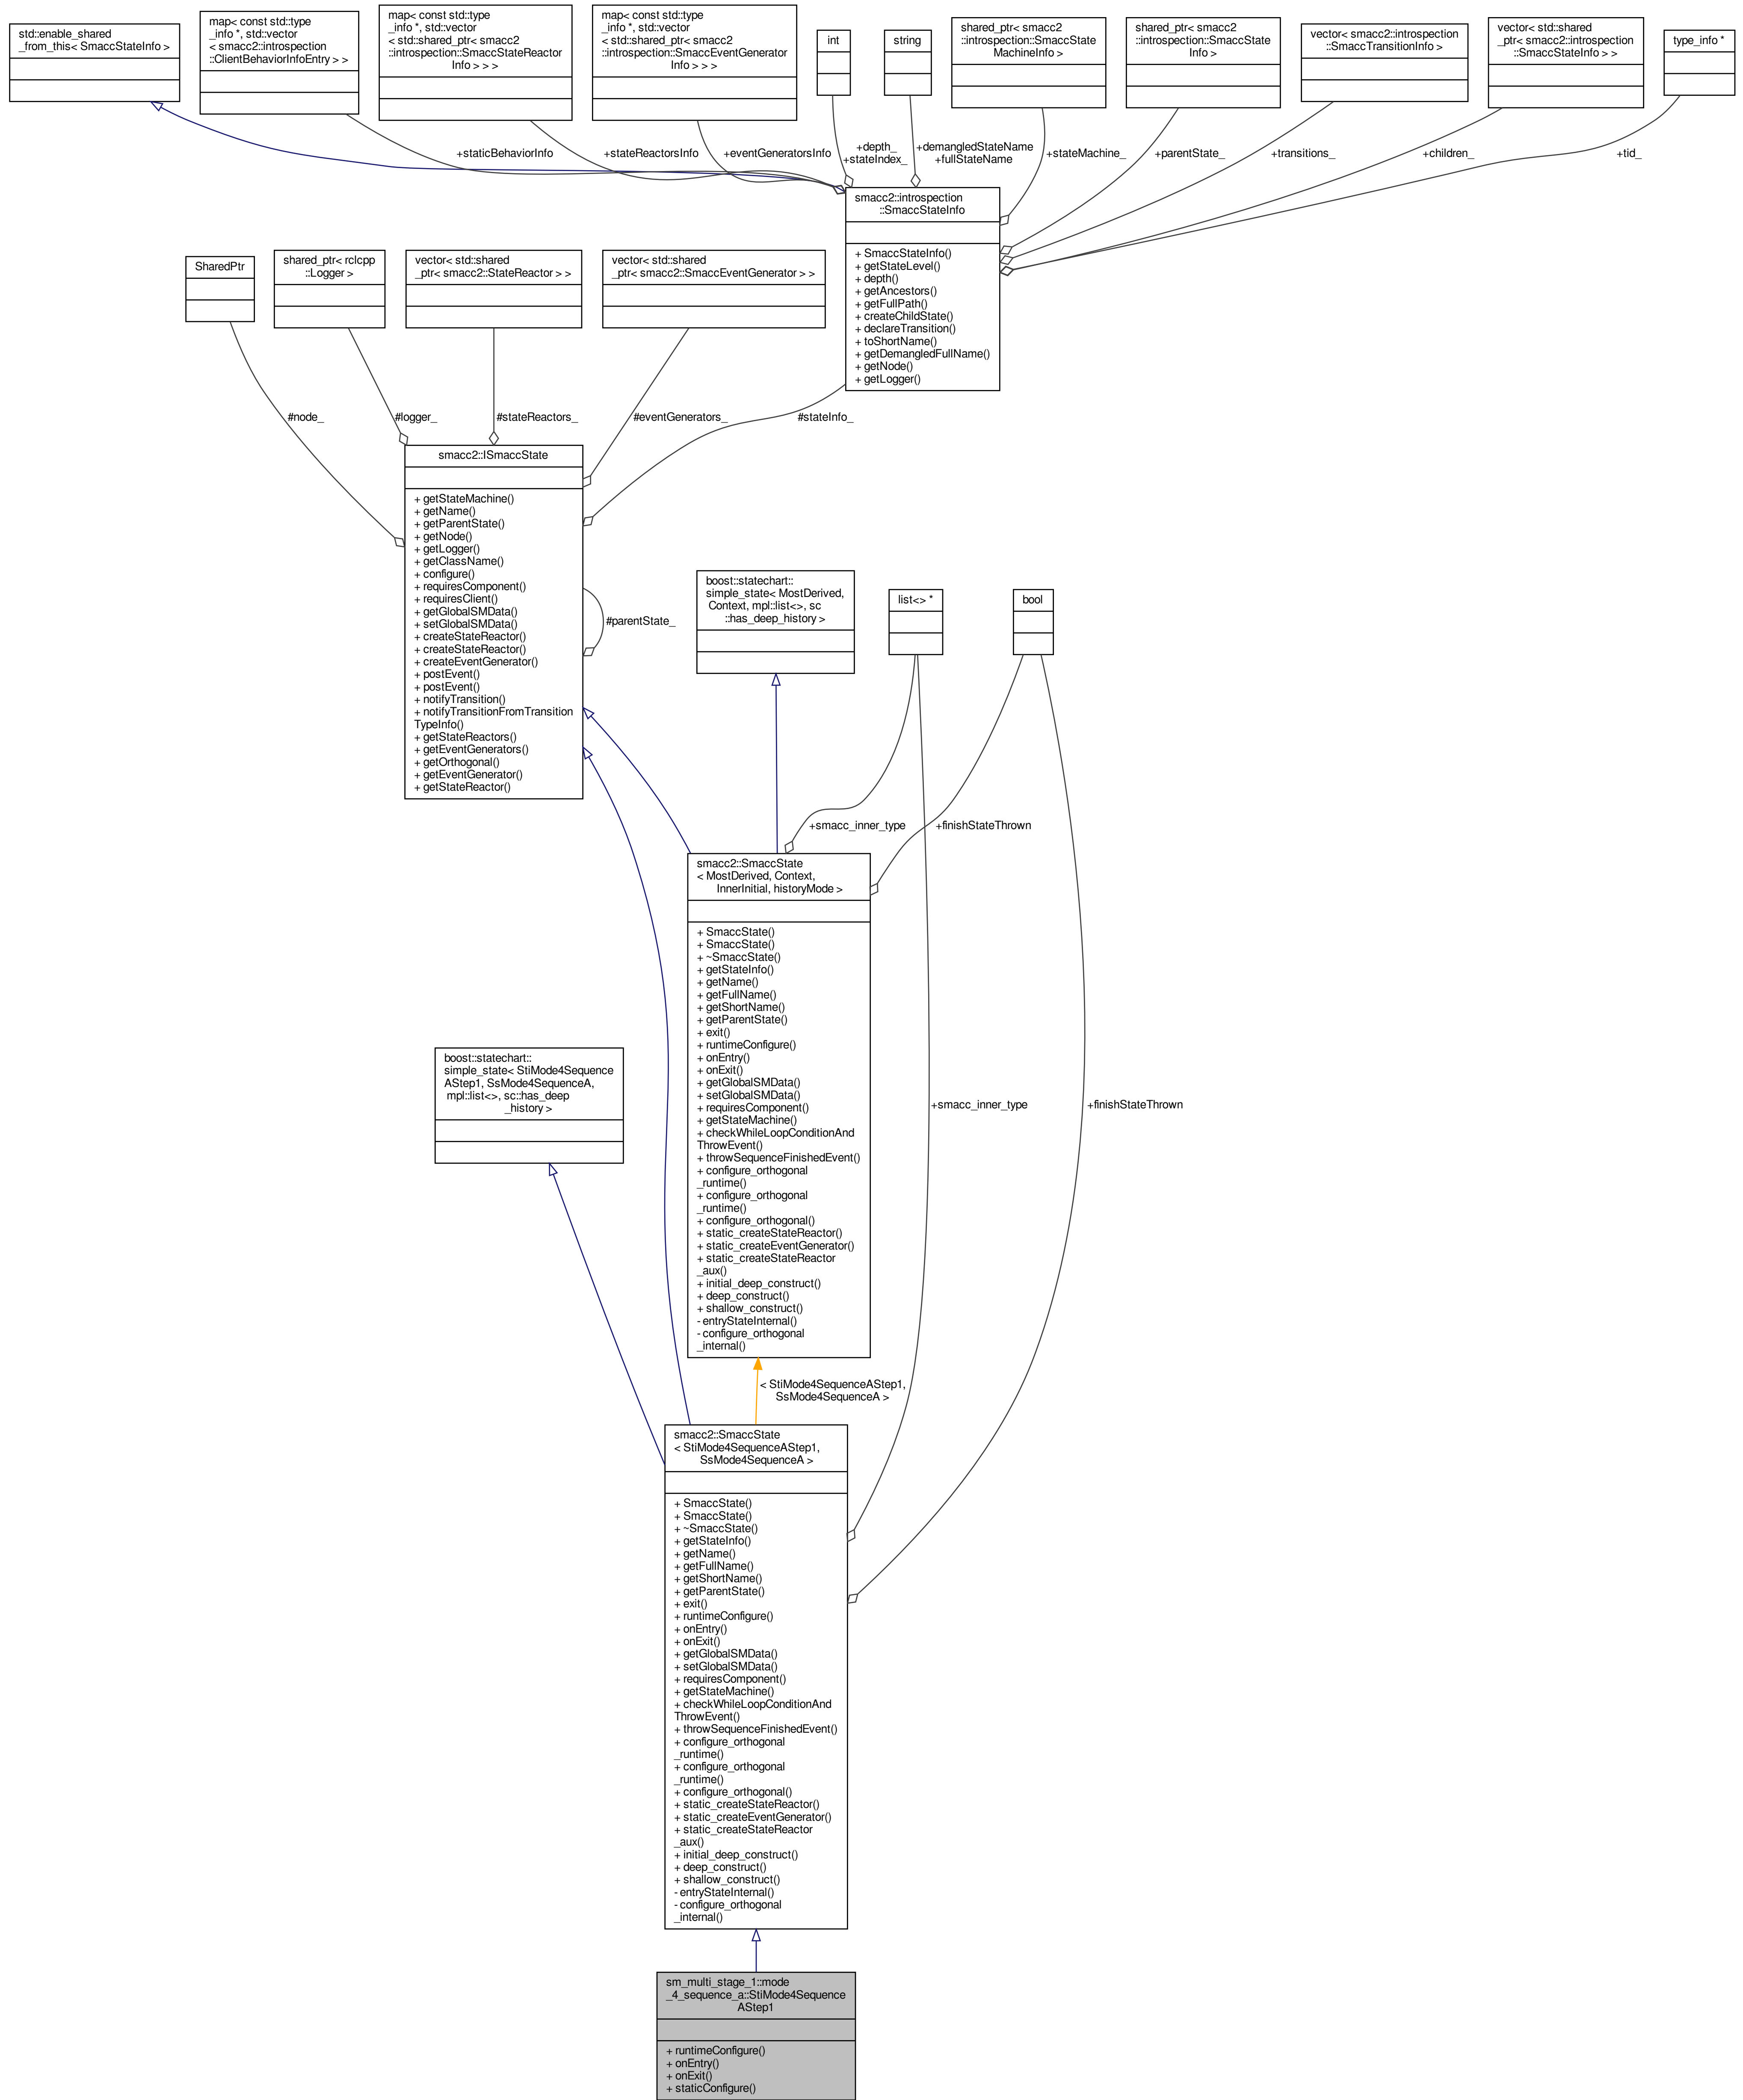 std::enable_shared
_from_this< SmaccStateInfo >
map< const std::type
_info *, std::vector
< smacc2::introspection
::ClientBehaviorInfoEntry > >
map< const std::type
_info *, std::vector
< std::shared_ptr< smacc2
::introspection::SmaccStateReactor
Info > > >
map< const std::type
_info *, std::vector
< std::shared_ptr< smacc2
::introspection::SmaccEventGenerator
Info > > >
int
string
shared_ptr< smacc2
::introspection::SmaccState
MachineInfo >
shared_ptr< smacc2
::introspection::SmaccState
Info >
vector< smacc2::introspection
::SmaccTransitionInfo >
vector< std::shared
_ptr< smacc2::introspection
::SmaccStateInfo > >
type_info *
+staticBehaviorInfo
+stateReactorsInfo
+eventGeneratorsInfo
+depth_
+stateIndex_
+demangledStateName
+fullStateName
+stateMachine_
+parentState_
+transitions_
+children_
+tid_
smacc2::introspection
::SmaccStateInfo
+ SmaccStateInfo()
+ getStateLevel()
+ depth()
+ getAncestors()
+ getFullPath()
+ createChildState()
+ declareTransition()
+ toShortName()
+ getDemangledFullName()
+ getNode()
+ getLogger()
SharedPtr
shared_ptr< rclcpp
::Logger >
vector< std::shared
_ptr< smacc2::StateReactor > >
vector< std::shared
_ptr< smacc2::SmaccEventGenerator > >
#node_
#logger_
#stateReactors_
#eventGenerators_
#stateInfo_
smacc2::ISmaccState
+ getStateMachine()
+ getName()
+ getParentState()
+ getNode()
+ getLogger()
+ getClassName()
+ configure()
+ requiresComponent()
+ requiresClient()
+ getGlobalSMData()
+ setGlobalSMData()
+ createStateReactor()
+ createStateReactor()
+ createEventGenerator()
+ postEvent()
+ postEvent()
+ notifyTransition()
+ notifyTransitionFromTransition
TypeInfo()
+ getStateReactors()
+ getEventGenerators()
+ getOrthogonal()
+ getEventGenerator()
+ getStateReactor()
#parentState_
boost::statechart::
simple_state< MostDerived,
Context, mpl::list<>, sc
::has_deep_history >
list<> *
bool
+smacc_inner_type
+finishStateThrown
smacc2::SmaccState
< MostDerived, Context,
InnerInitial, historyMode >
+ SmaccState()
+ SmaccState()
+ ~SmaccState()
+ getStateInfo()
+ getName()
+ getFullName()
+ getShortName()
+ getParentState()
+ exit()
+ runtimeConfigure()
+ onEntry()
+ onExit()
+ getGlobalSMData()
+ setGlobalSMData()
+ requiresComponent()
+ getStateMachine()
+ checkWhileLoopConditionAnd
ThrowEvent()
+ throwSequenceFinishedEvent()
+ configure_orthogonal
_runtime()
+ configure_orthogonal
_runtime()
+ configure_orthogonal()
+ static_createStateReactor()
+ static_createEventGenerator()
+ static_createStateReactor
_aux()
+ initial_deep_construct()
+ deep_construct()
+ shallow_construct()
- entryStateInternal()
- configure_orthogonal
_internal()
boost::statechart::
simple_state< StiMode4Sequence
AStep1, SsMode4SequenceA,
mpl::list<>, sc::has_deep
_history >
+smacc_inner_type
+finishStateThrown
< StiMode4SequenceAStep1,
SsMode4SequenceA >
smacc2::SmaccState
< StiMode4SequenceAStep1,
SsMode4SequenceA >
+ SmaccState()
+ SmaccState()
+ ~SmaccState()
+ getStateInfo()
+ getName()
+ getFullName()
+ getShortName()
+ getParentState()
+ exit()
+ runtimeConfigure()
+ onEntry()
+ onExit()
+ getGlobalSMData()
+ setGlobalSMData()
+ requiresComponent()
+ getStateMachine()
+ checkWhileLoopConditionAnd
ThrowEvent()
+ throwSequenceFinishedEvent()
+ configure_orthogonal
_runtime()
+ configure_orthogonal
_runtime()
+ configure_orthogonal()
+ static_createStateReactor()
+ static_createEventGenerator()
+ static_createStateReactor
_aux()
+ initial_deep_construct()
+ deep_construct()
+ shallow_construct()
- entryStateInternal()
- configure_orthogonal
_internal()
sm_multi_stage_1::mode
_4_sequence_a::StiMode4Sequence
AStep1
+ runtimeConfigure()
+ onEntry()
+ onExit()
+ staticConfigure()